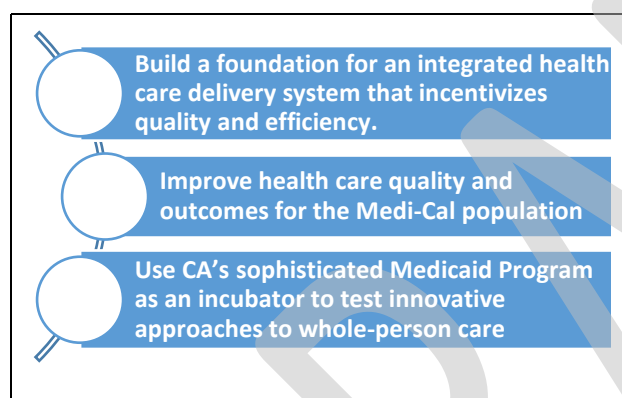 Build a foundation for an integrated health
care delivery system that incentivizes
quality and efficiency.
Improve health care quality and
outcomes for the Medi-Cal population
Use CA's sophisticated Medicaid Program
as an incubator to test innovative
approaches to whole-person care